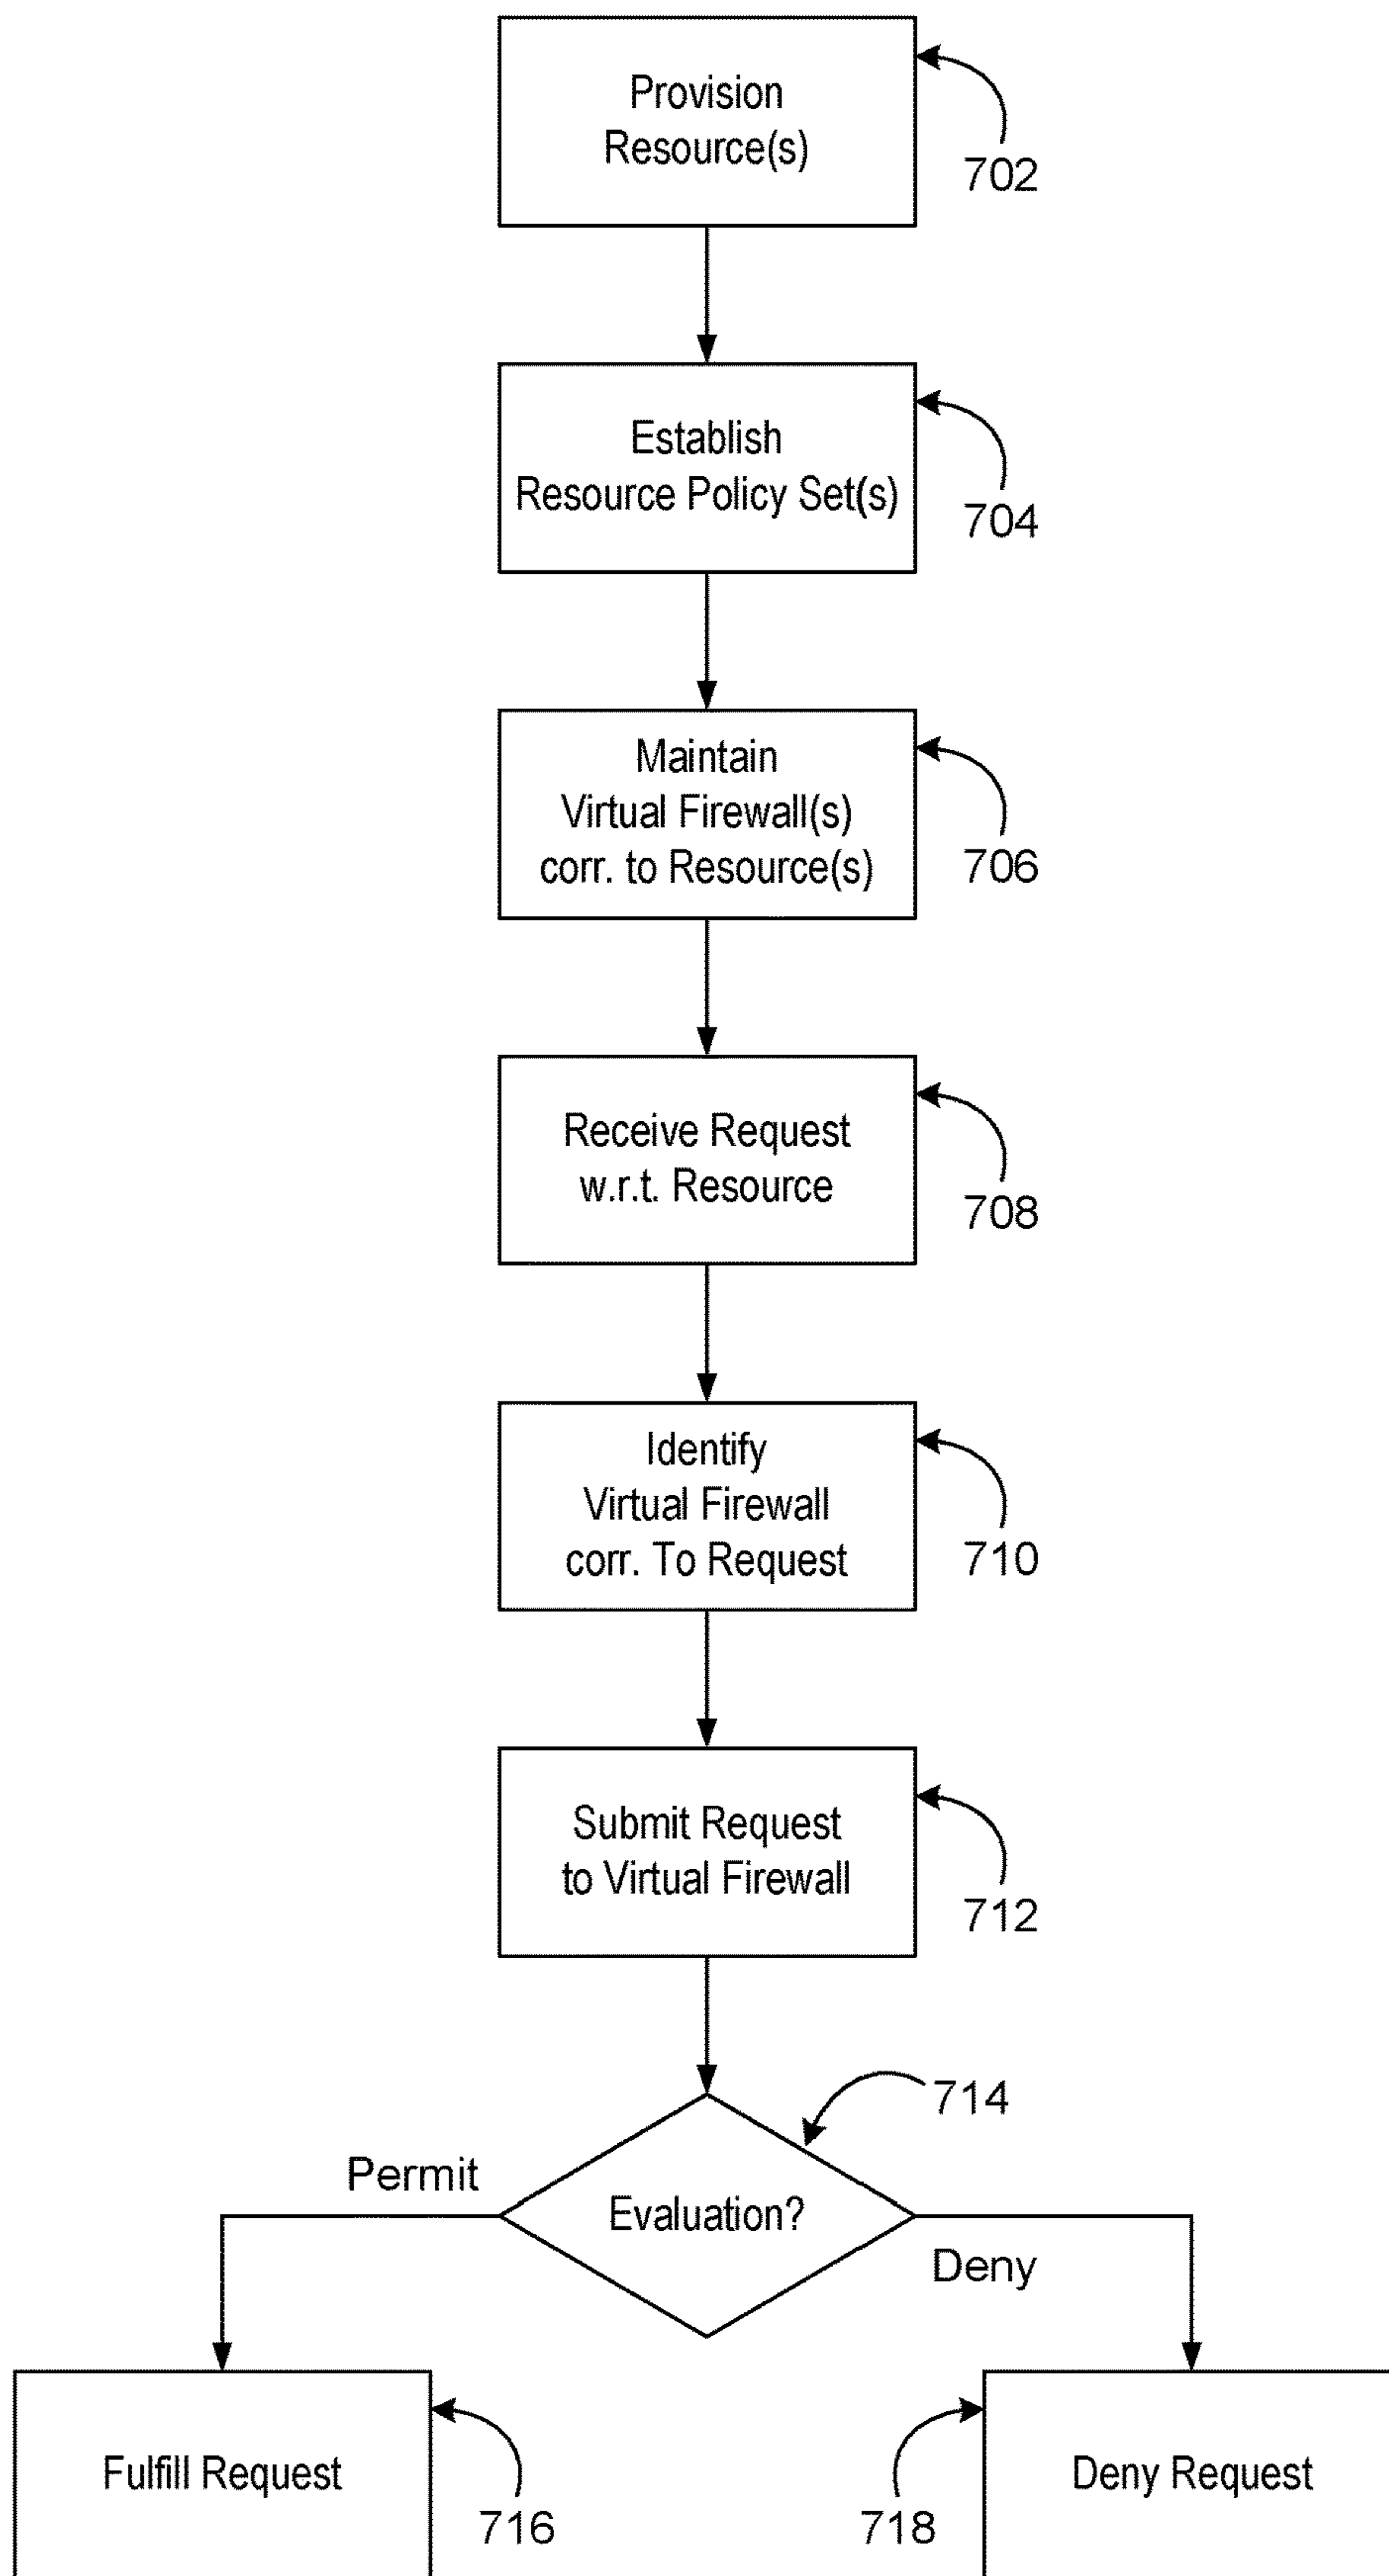 Provision
Resource(s)
702
Establish
Resource Policy Set(s)
704
Maintain
Virtual Firewall(s)
corr. to Resource(s)
706
Receive Request
w.r.t. Resource
708
Identify
Virtual Firewall
corr. To Request
710
Submit Request
to Virtual Firewall
712
714
Permit
Evaluation?
Deny
Fulfill Request
716
Deny Request
718